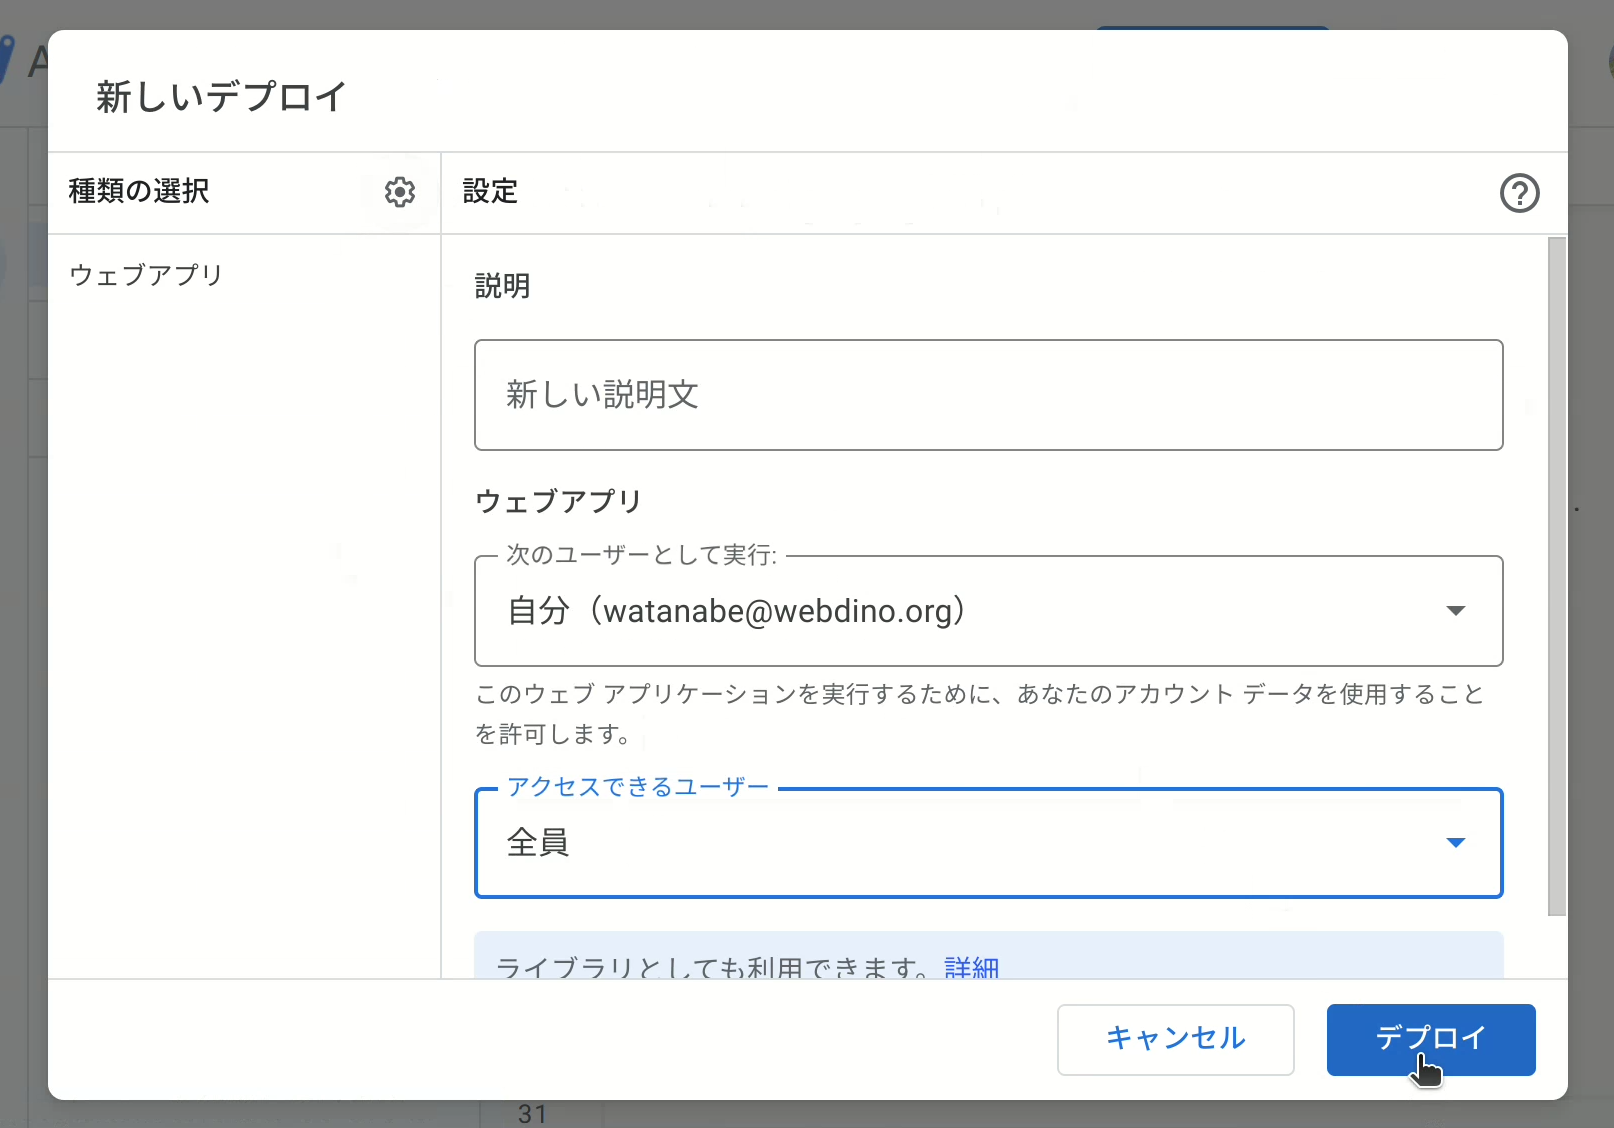 A
新しいデプロイ
種類の選択
設定
ウェブアプリ
説明
新しい説明文
ウェブアプリ
次のユーザーとして実行:
自分（watanabe@webdino.org）
このウェブ アプリケーションを実行するために、あなたのアカウント データを使用すること
を許可します。
アクセスできるユーザー
全員
ライブラリとしても利用できます。詳細
キャンセル
デプロイ
31